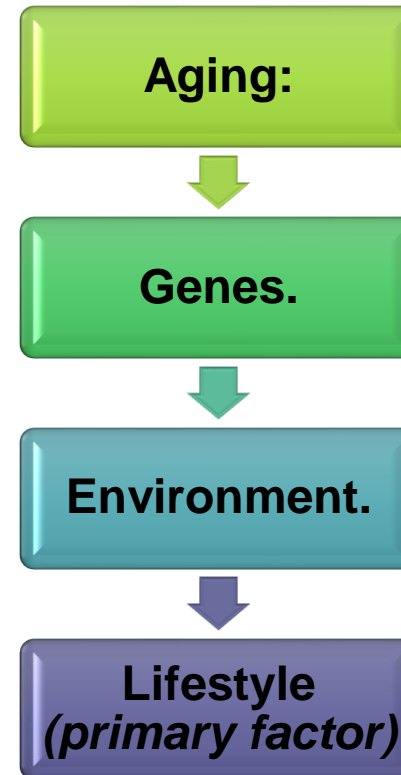 Aging:
Genes.
Environment.
Lifestyle
(primary factor)